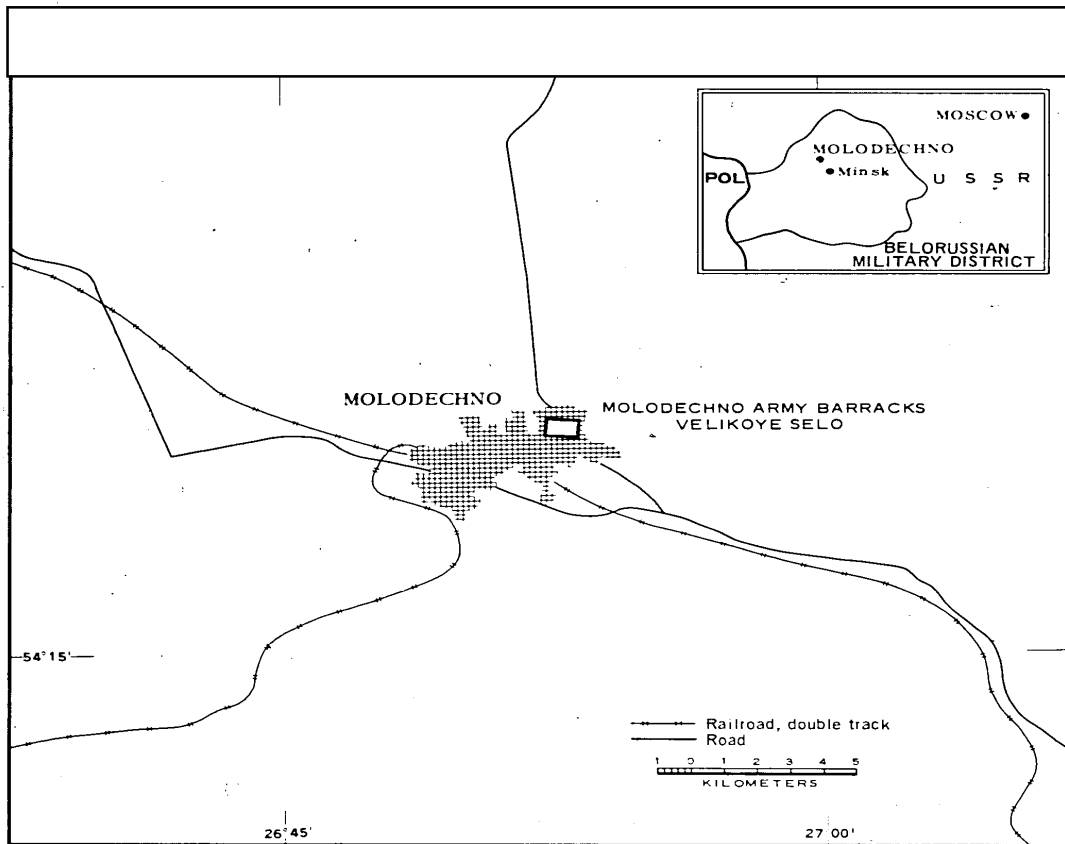 MOSCOW
MOLODECHNO
Minsk
POL
U S S R
BELORUSSIAN
MILITARY DISTRICT
MOLODECHNO
MOLODECHNO ARMY BARRACKS
VELIKOYE SELO
54°15'
Railroad, double track
Road
1 0 1 2 3 4 5
KILOMETERS
26°45' 27°00'